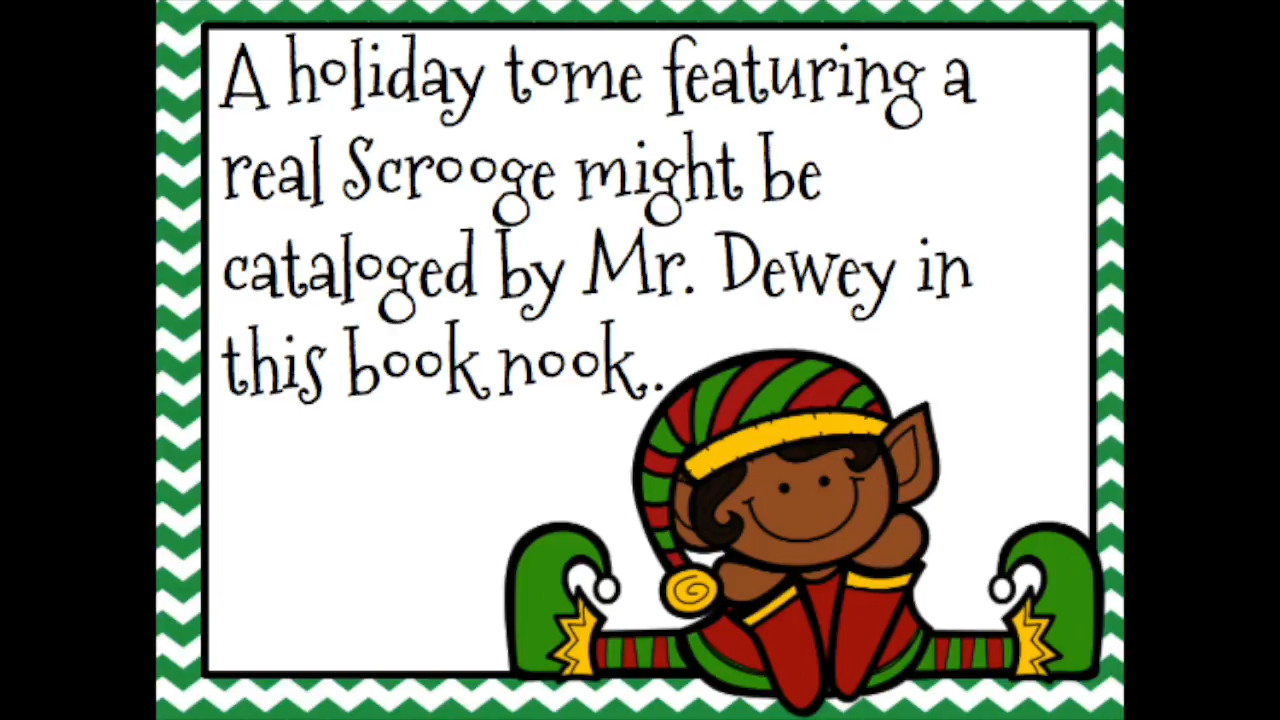 A holiday tome featuring a
real Scrooge might be
cataloged by Mr. Dewey in
this book nook..